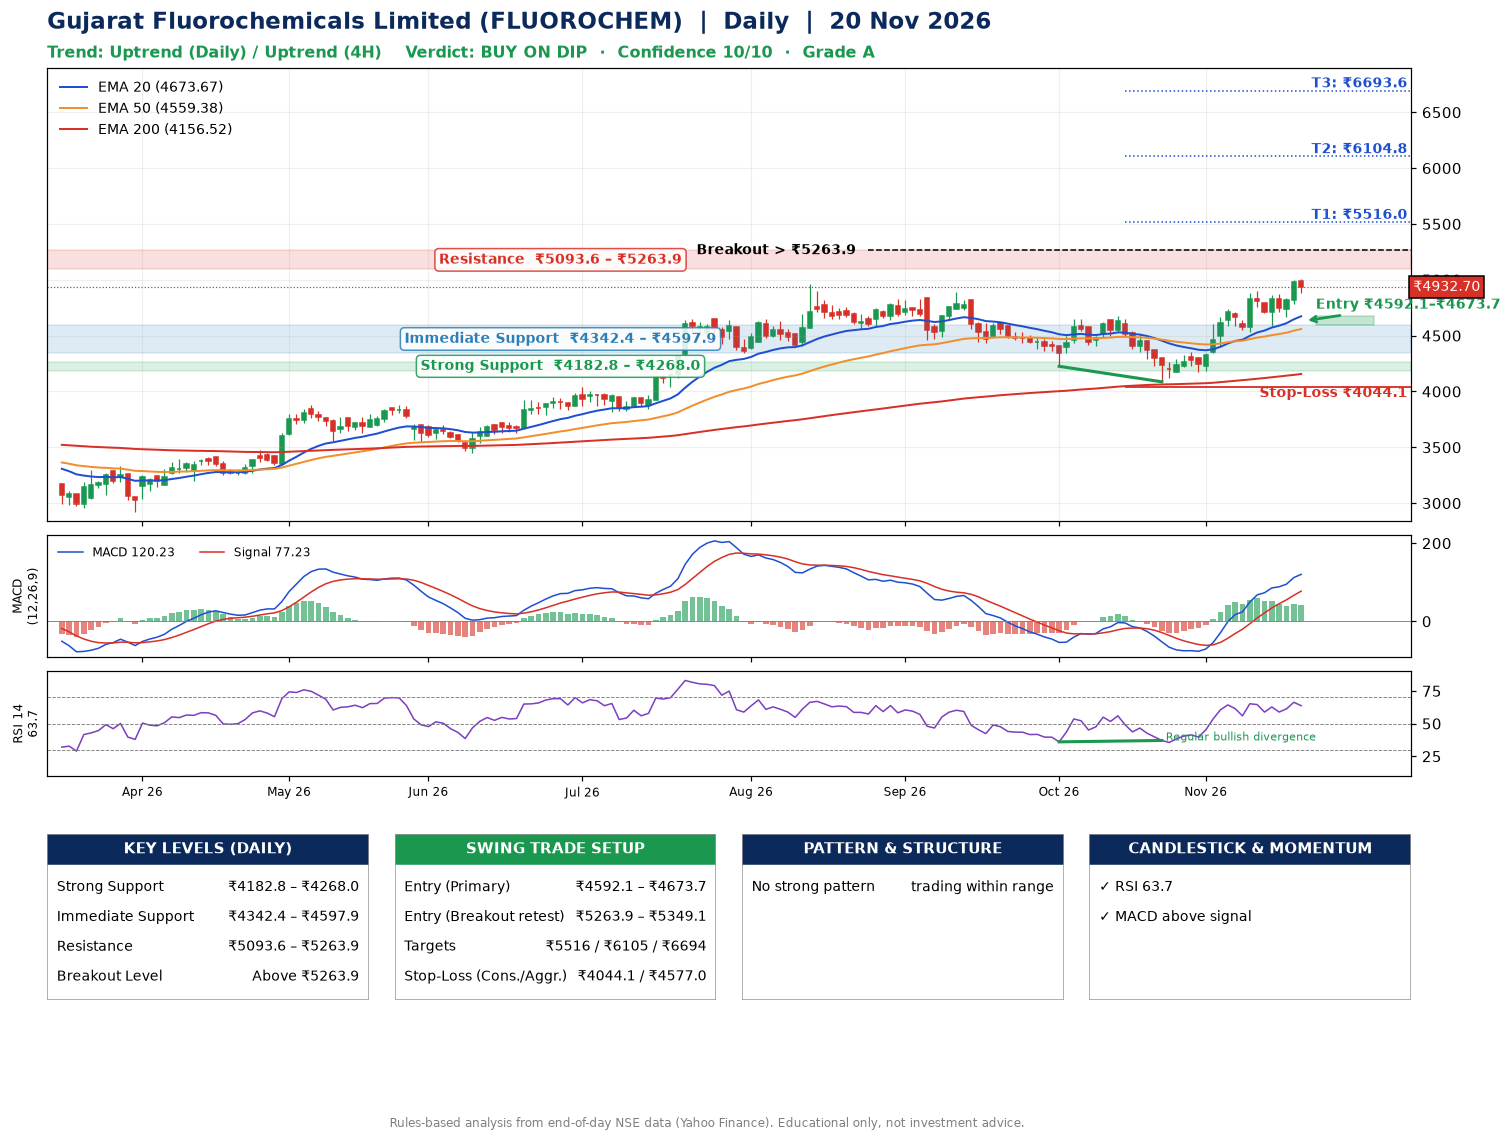 Gujarat Fluorochemicals Limited (FLUOROCHEM) | Daily | 20 Nov 2026
Trend: Uptrend (Daily) / Uptrend (4H) Verdict: BUY ON DIP · Confidence 10/10 · Grade A
EMA 20 (4673.67)
EMA 50 (4559.38)
EMA 200 (4156.52)
T3: ₹6693.6
T2: ₹6104.8
T1: ₹5516.0
Breakout > ₹5263.9
Resistance ₹5093.6 – ₹5263.9
₹4932.70
Entry ₹4592.1–₹4673.7
Immediate Support ₹4342.4 – ₹4597.9
Strong Support ₹4182.8 – ₹4268.0
Stop-Loss ₹4044.1
6500
6000
5500
4500
4000
3500
3000
MACD (12,26,9)
MACD 120.23 Signal 77.23
200
0
RSI 14
63.7
75
50
25
Regular bullish divergence
Apr 26 May 26 Jun 26 Jul 26 Aug 26 Sep 26 Oct 26 Nov 26
KEY LEVELS (DAILY)
Strong Support ₹4182.8 – ₹4268.0
Immediate Support ₹4342.4 – ₹4597.9
Resistance ₹5093.6 – ₹5263.9
Breakout Level Above ₹5263.9
SWING TRADE SETUP
Entry (Primary) ₹4592.1 – ₹4673.7
Entry (Breakout retest) ₹5263.9 – ₹5349.1
Targets ₹5516 / ₹6105 / ₹6694
Stop-Loss (Cons./Aggr.) ₹4044.1 / ₹4577.0
PATTERN & STRUCTURE
No strong pattern trading within range
CANDLESTICK & MOMENTUM
✓ RSI 63.7
✓ MACD above signal
Rules-based analysis from end-of-day NSE data (Yahoo Finance). Educational only, not investment advice.